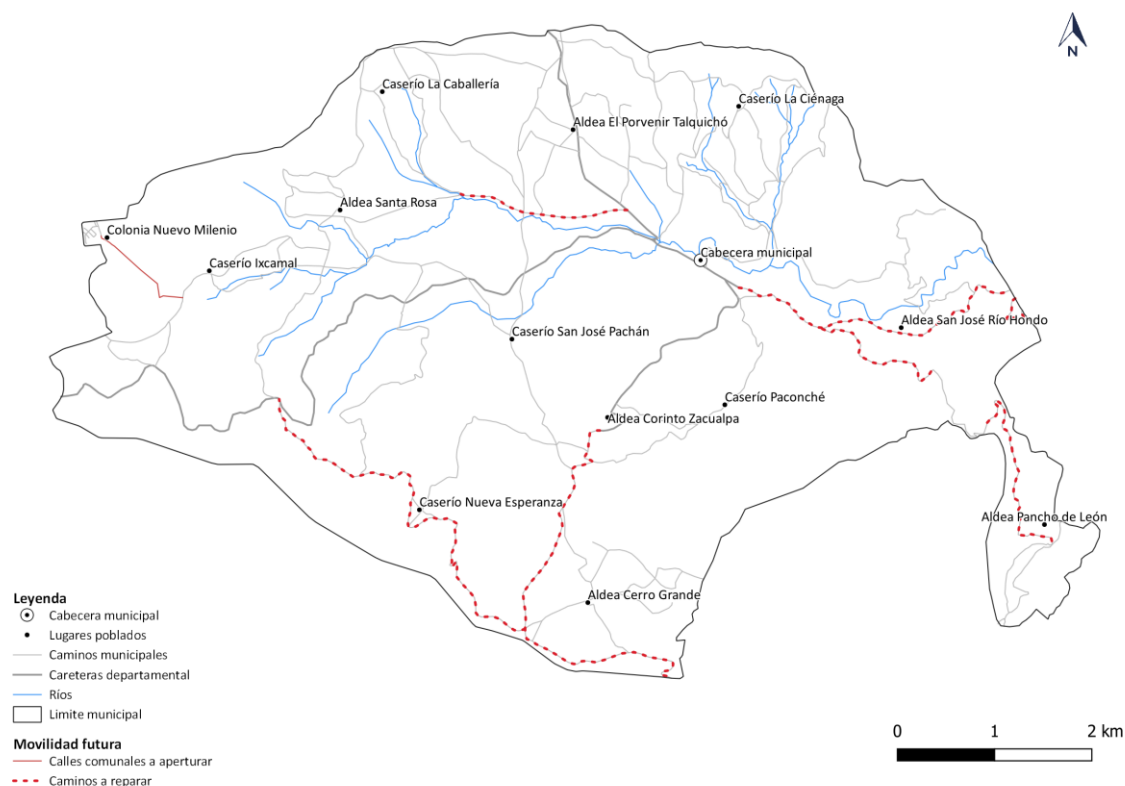 N
Caserío La Caballería
Caserío La Ciénaga
Aldea El Porvenir Talquichó
Aldea Santa Rosa
Colonia Nuevo Milenio
Cabecera municipal
Caserío Ixcamal
Aldea San José Río Hondo
Caserío San José Pachán
Caserío Paconché
Aldea Corinto Zacualpa
Caserío Nueva Esperanza
Aldea Pancho de León
Aldea Cerro Grande
Leyenda
Cabecera municipal
Lugares poblados
Caminos municipales
Careteras departamental
Ríos
Limite municipal
Movilidad futura
Calles comunales a aperturar
Caminos a reparar
0 1 2 km